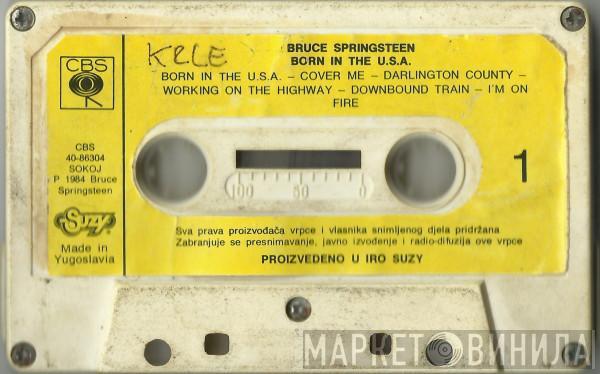 KRLE
BRUCE SPRINGSTEEN
BORN IN THE U.S.A.
BORN IN THE U.S.A. – COVER ME – DARLINGTON COUNTY –
WORKING ON THE HIGHWAY – DOWNBOUND TRAIN – I'M ON
FIRE
CBS
CBS
40-86304
SOKOJ
P 1984 Bruce
Springsteen
Suzy
Made in
Yugoslavia
100 50 0
1
Sva prava proizvođača vrpce i vlasnika snimljenog djela pridržana
Zabranjuje se presnimavanje, javno izvođenje i radio-difuzija ove vrpce
PROIZVEDENO U IRO SUZY
МАРКЕТ ВИНИЛА